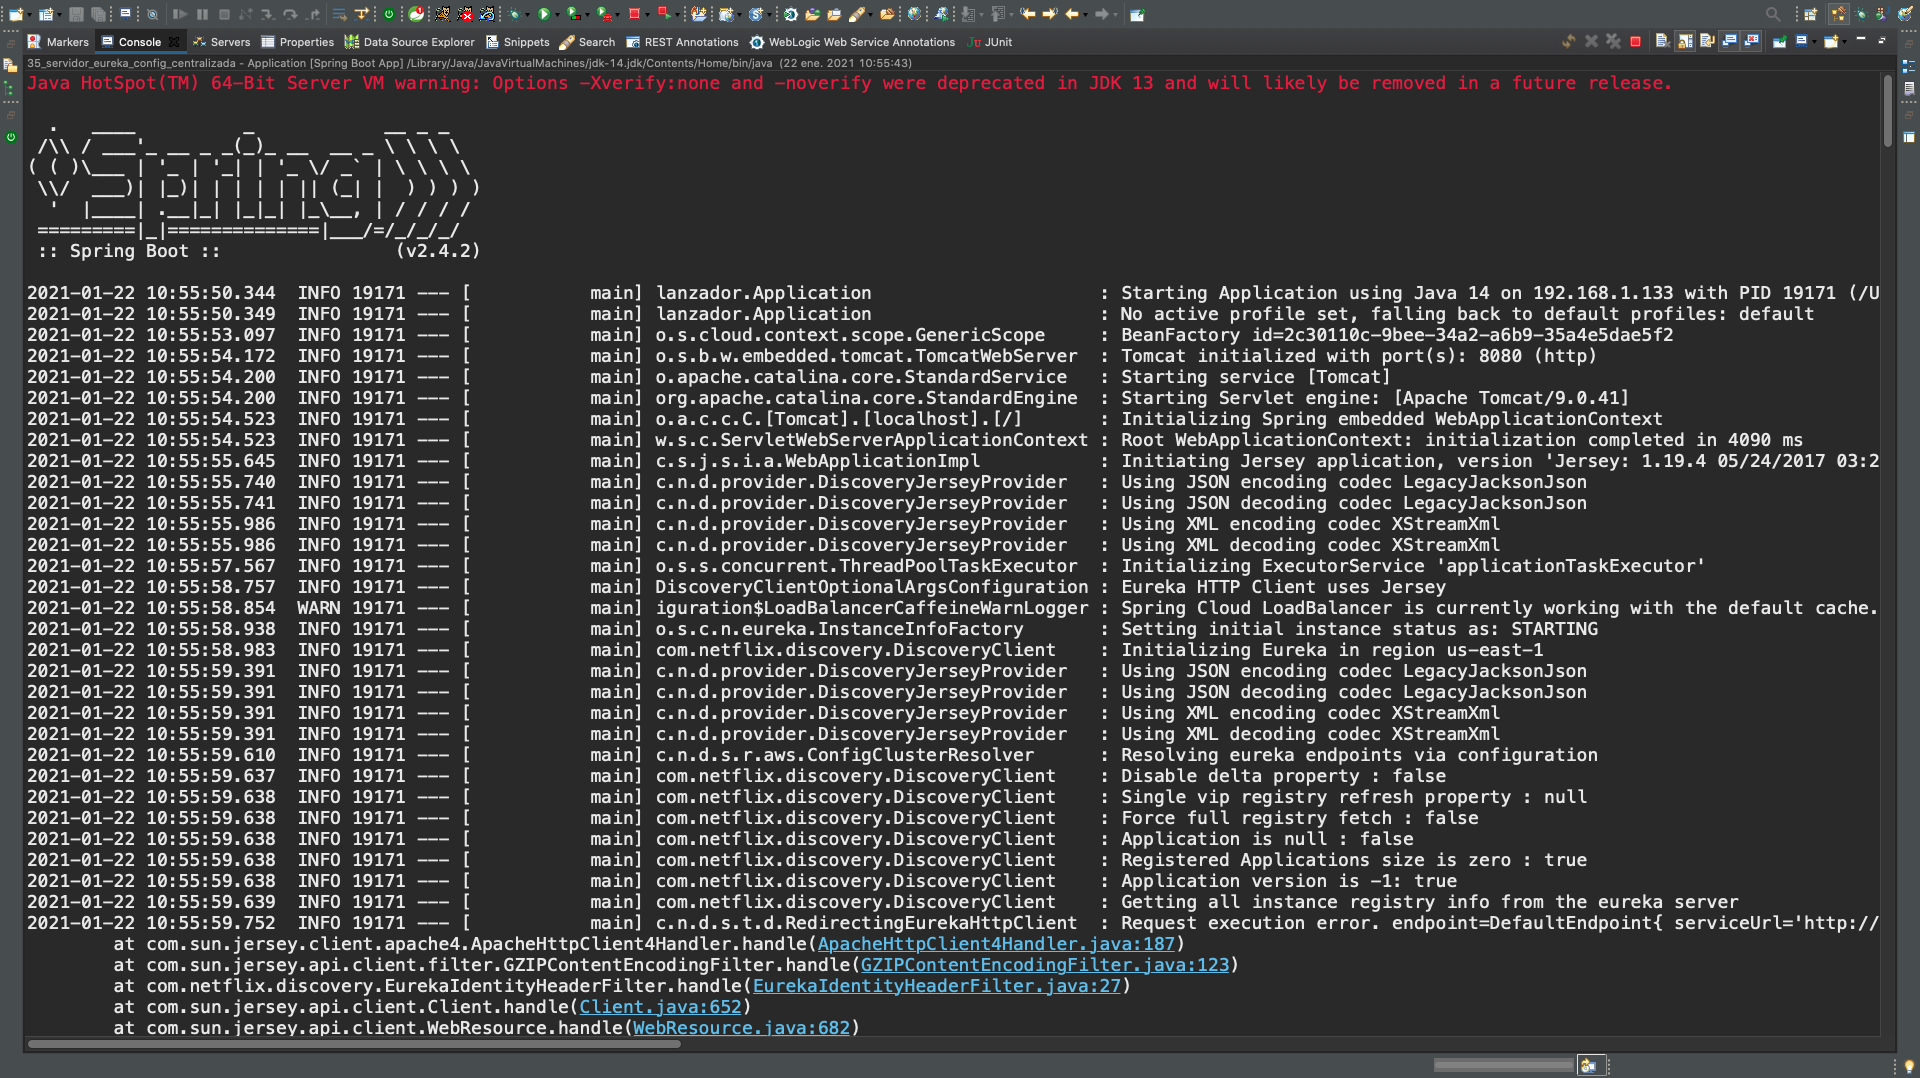 Markers Console Servers Properties Data Source Explorer Snippets Search REST Annotations WebLogic Web Service Annotations JUnit
35_servidor_eureka_config_centralizada - Application [Spring Boot App] /Library/Java/JavaVirtualMachines/jdk-14.jdk/Contents/Home/bin/java (22 ene. 2021 10:55:43)
Java HotSpot(TM) 64-Bit Server VM warning: Options -Xverify:none and -noverify were deprecated in JDK 13 and will likely be removed in a future release.
  .   ____          _            __ _ _
 /\\ / ___'_ __ _ _(_)_ __  __ _ \ \ \ \
( ( )\___ | '_ | '_| | '_ \/ _` | \ \ \ \
 \\/  ___)| |_)| | | | | || (_| |  ) ) ) )
  '  |____| .__|_| |_|_| |_\__, | / / / /
 =========|_|==============|___/=/_/_/_/
 :: Spring Boot ::                (v2.4.2)
2021-01-22 10:55:50.344  INFO 19171 --- [           main] lanzador.Application                     : Starting Application using Java 14 on 192.168.1.133 with PID 19171 (/U
2021-01-22 10:55:50.349  INFO 19171 --- [           main] lanzador.Application                     : No active profile set, falling back to default profiles: default
2021-01-22 10:55:53.097  INFO 19171 --- [           main] o.s.cloud.context.scope.GenericScope     : BeanFactory id=2c30110c-9bee-34a2-a6b9-35a4e5dae5f2
2021-01-22 10:55:54.172  INFO 19171 --- [           main] o.s.b.w.embedded.tomcat.TomcatWebServer  : Tomcat initialized with port(s): 8080 (http)
2021-01-22 10:55:54.200  INFO 19171 --- [           main] o.apache.catalina.core.StandardService   : Starting service [Tomcat]
2021-01-22 10:55:54.200  INFO 19171 --- [           main] org.apache.catalina.core.StandardEngine  : Starting Servlet engine: [Apache Tomcat/9.0.41]
2021-01-22 10:55:54.523  INFO 19171 --- [           main] o.a.c.c.C.[Tomcat].[localhost].[/]       : Initializing Spring embedded WebApplicationContext
2021-01-22 10:55:54.523  INFO 19171 --- [           main] w.s.c.ServletWebServerApplicationContext : Root WebApplicationContext: initialization completed in 4090 ms
2021-01-22 10:55:55.645  INFO 19171 --- [           main] c.s.j.s.i.a.WebApplicationImpl           : Initiating Jersey application, version 'Jersey: 1.19.4 05/24/2017 03:2
2021-01-22 10:55:55.740  INFO 19171 --- [           main] c.n.d.provider.DiscoveryJerseyProvider   : Using JSON encoding codec LegacyJacksonJson
2021-01-22 10:55:55.741  INFO 19171 --- [           main] c.n.d.provider.DiscoveryJerseyProvider   : Using JSON decoding codec LegacyJacksonJson
2021-01-22 10:55:55.986  INFO 19171 --- [           main] c.n.d.provider.DiscoveryJerseyProvider   : Using XML encoding codec XStreamXml
2021-01-22 10:55:55.986  INFO 19171 --- [           main] c.n.d.provider.DiscoveryJerseyProvider   : Using XML decoding codec XStreamXml
2021-01-22 10:55:57.567  INFO 19171 --- [           main] o.s.s.concurrent.ThreadPoolTaskExecutor  : Initializing ExecutorService 'applicationTaskExecutor'
2021-01-22 10:55:58.757  INFO 19171 --- [           main] DiscoveryClientOptionalArgsConfiguration : Eureka HTTP Client uses Jersey
2021-01-22 10:55:58.854  WARN 19171 --- [           main] iguration$LoadBalancerCaffeineWarnLogger : Spring Cloud LoadBalancer is currently working with the default cache.
2021-01-22 10:55:58.938  INFO 19171 --- [           main] o.s.c.n.eureka.InstanceInfoFactory       : Setting initial instance status as: STARTING
2021-01-22 10:55:58.983  INFO 19171 --- [           main] com.netflix.discovery.DiscoveryClient    : Initializing Eureka in region us-east-1
2021-01-22 10:55:59.391  INFO 19171 --- [           main] c.n.d.provider.DiscoveryJerseyProvider   : Using JSON encoding codec LegacyJacksonJson
2021-01-22 10:55:59.391  INFO 19171 --- [           main] c.n.d.provider.DiscoveryJerseyProvider   : Using JSON decoding codec LegacyJacksonJson
2021-01-22 10:55:59.391  INFO 19171 --- [           main] c.n.d.provider.DiscoveryJerseyProvider   : Using XML encoding codec XStreamXml
2021-01-22 10:55:59.391  INFO 19171 --- [           main] c.n.d.provider.DiscoveryJerseyProvider   : Using XML decoding codec XStreamXml
2021-01-22 10:55:59.610  INFO 19171 --- [           main] c.n.d.s.r.aws.ConfigClusterResolver      : Resolving eureka endpoints via configuration
2021-01-22 10:55:59.637  INFO 19171 --- [           main] com.netflix.discovery.DiscoveryClient    : Disable delta property : false
2021-01-22 10:55:59.638  INFO 19171 --- [           main] com.netflix.discovery.DiscoveryClient    : Single vip registry refresh property : null
2021-01-22 10:55:59.638  INFO 19171 --- [           main] com.netflix.discovery.DiscoveryClient    : Force full registry fetch : false
2021-01-22 10:55:59.638  INFO 19171 --- [           main] com.netflix.discovery.DiscoveryClient    : Application is null : false
2021-01-22 10:55:59.638  INFO 19171 --- [           main] com.netflix.discovery.DiscoveryClient    : Registered Applications size is zero : true
2021-01-22 10:55:59.638  INFO 19171 --- [           main] com.netflix.discovery.DiscoveryClient    : Application version is -1: true
2021-01-22 10:55:59.639  INFO 19171 --- [           main] com.netflix.discovery.DiscoveryClient    : Getting all instance registry info from the eureka server
2021-01-22 10:55:59.752  INFO 19171 --- [           main] c.n.d.s.t.d.RedirectingEurekaHttpClient  : Request execution error. endpoint=DefaultEndpoint{ serviceUrl='http://
at com.sun.jersey.client.apache4.ApacheHttpClient4Handler.handle(ApacheHttpClient4Handler.java:187)
at com.sun.jersey.api.client.filter.GZIPContentEncodingFilter.handle(GZIPContentEncodingFilter.java:123)
at com.netflix.discovery.EurekaIdentityHeaderFilter.handle(EurekaIdentityHeaderFilter.java:27)
at com.sun.jersey.api.client.Client.handle(Client.java:652)
at com.sun.jersey.api.client.WebResource.handle(WebResource.java:682)